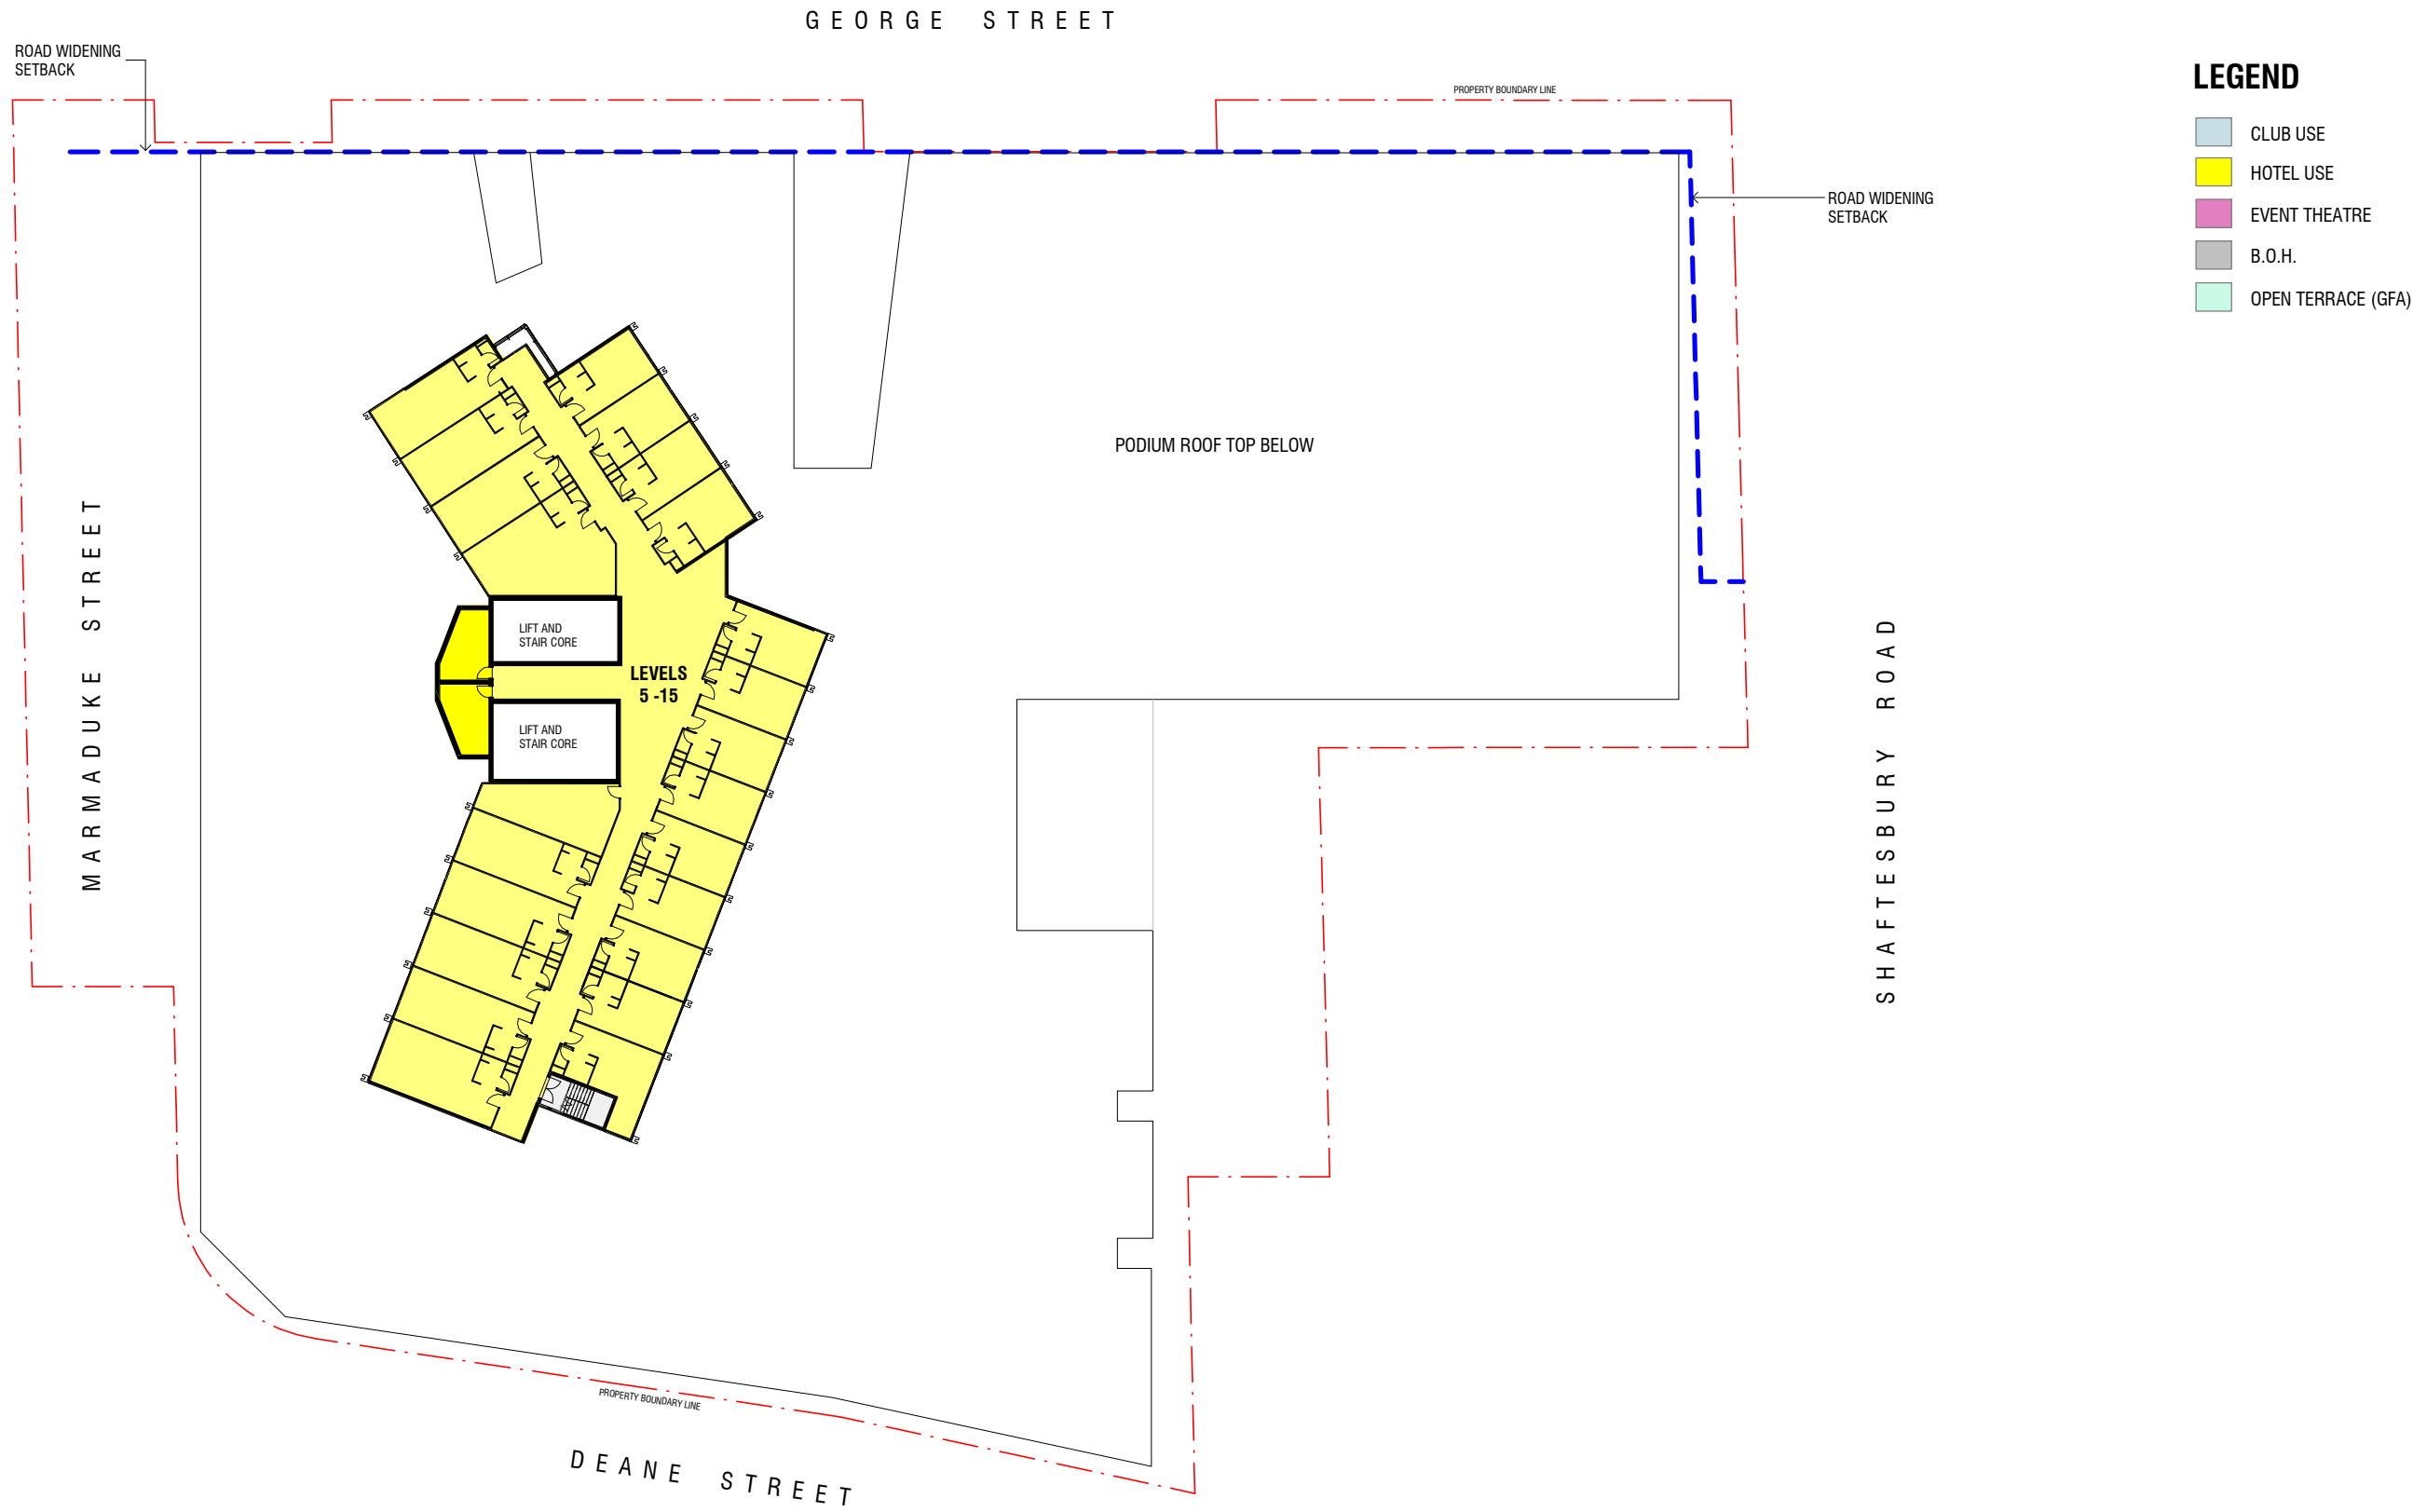 GEORGE STREET
ROAD WIDENING
SETBACK
PROPERTY BOUNDARY LINE
LEGEND
CLUB USE
HOTEL USE
EVENT THEATRE
B.O.H.
OPEN TERRACE (GFA)
ROAD WIDENING
SETBACK
PODIUM ROOF TOP BELOW
MARMADUKE STREET
LIFT AND
STAIR CORE
LEVELS
5 -15
LIFT AND
STAIR CORE
SHAFTESBURY ROAD
PROPERTY BOUNDARY LINE
DEANE STREET